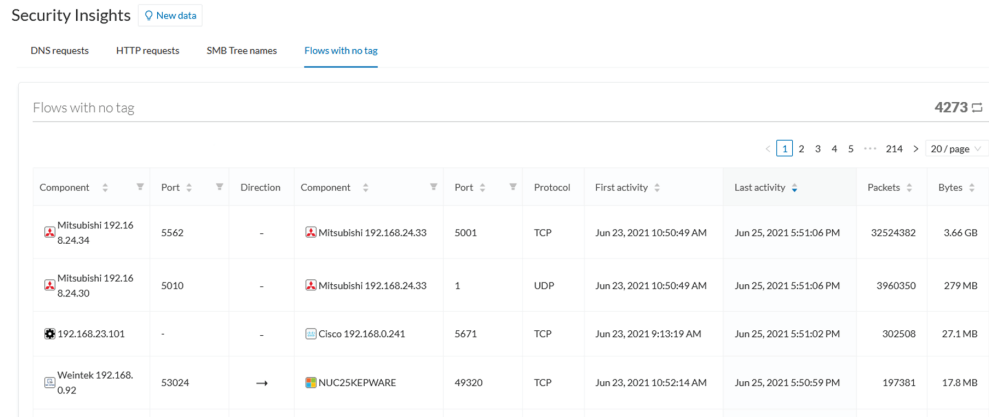 Security Insights New data
DNS requests HTTP requests SMB Tree names Flows with no tag
Flows with no tag 4273
< 1 2 3 4 5 ••• 214 > 20 / page
Component Port Direction Component Port Protocol First activity Last activity Packets Bytes
Mitsubishi 192.16
8.24.34 5562 - Mitsubishi 192.168.24.33 5001 TCP Jun 23, 2021 10:50:49 AM Jun 25, 2021 5:51:06 PM 32524382 3.66 GB
Mitsubishi 192.16
8.24.30 5010 - Mitsubishi 192.168.24.33 1 UDP Jun 23, 2021 10:50:49 AM Jun 25, 2021 5:51:06 PM 3960350 279 MB
192.168.23.101 - - Cisco 192.168.0.241 5671 TCP Jun 23, 2021 9:13:19 AM Jun 25, 2021 5:51:02 PM 302508 27.1 MB
Weintek 192.168.
0.92 53024 → NUC25KEPWARE 49320 TCP Jun 23, 2021 10:52:14 AM Jun 25, 2021 5:50:59 PM 197381 17.8 MB